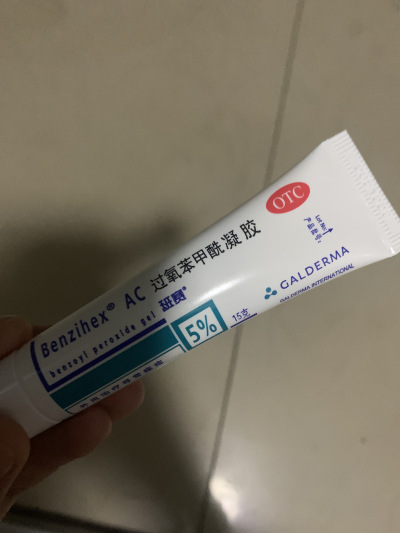 OTC
Benzihex® AC 过氧苯甲酰凝胶
benzoyl peroxide gel 班赛®
5%
15克
GALDERMA
GALDERMA INTERNATIONAL